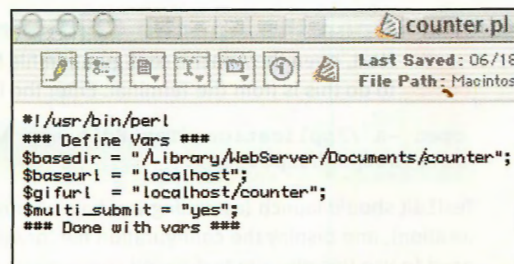 counter.pl
Last Saved: 06/18
File Path: Macintos
#!/usr/bin/perl
### Define Vars ###
$basedir = "/Library/WebServer/Documents/counter";
$baseurl = "localhost";
$gifurl = "localhost/counter";
$multi_submit = "yes";
### Done with vars ###